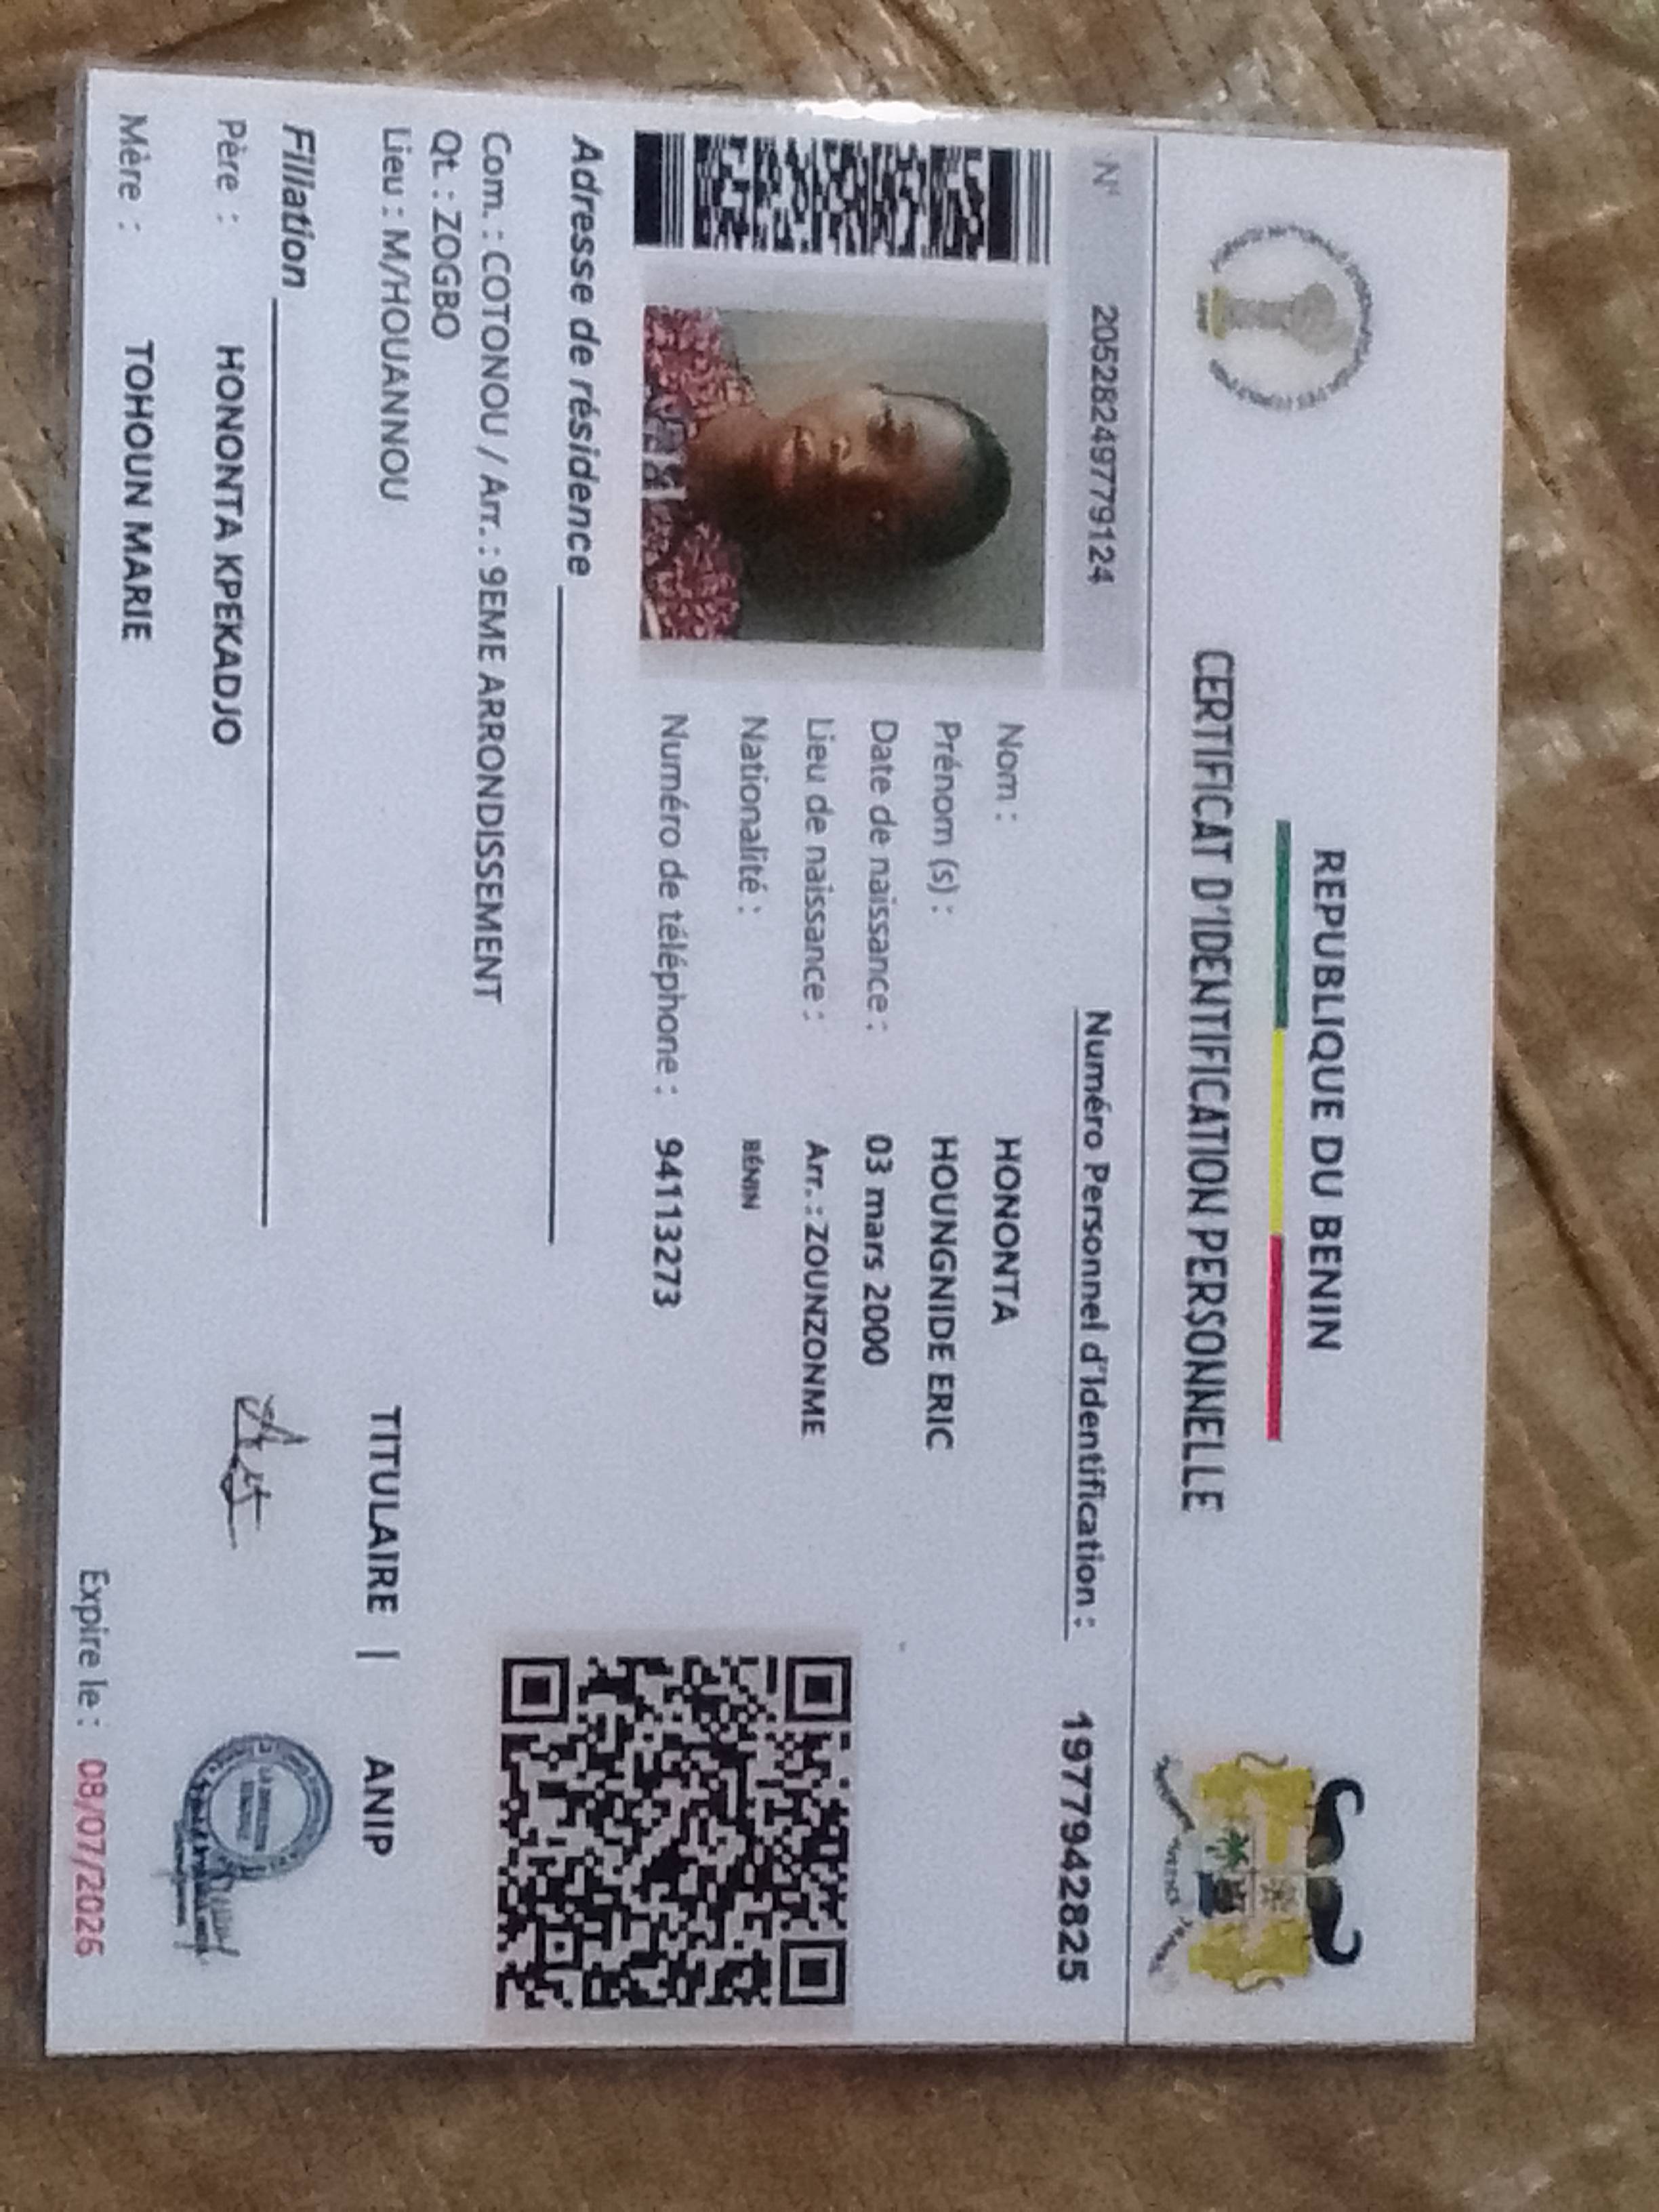 REPUBLIQUE DU BENIN
CERTIFICAT D'IDENTIFICATION PERSONNELLE
N° 20528249779124
Numéro Personnel d'Identification : 1977942825
Nom : HONONTA
Prénom (s) : HOUNGNIDE ERIC
Date de naissance : 03 mars 2000
Lieu de naissance : Arr. : ZOUNZONME
Nationalité : BÉNIN
Numéro de téléphone : 94113273
Adresse de résidence
Com. : COTONOU / Arr. : 9EME ARRONDISSEMENT
Qt. : ZOGBO
Lieu : M/HOUANNOU
Filiation
Père : HONONTA KPEKADJO
Mère : TOHOUN MARIE
TITULAIRE | ANIP
Expire le : 08/07/2026